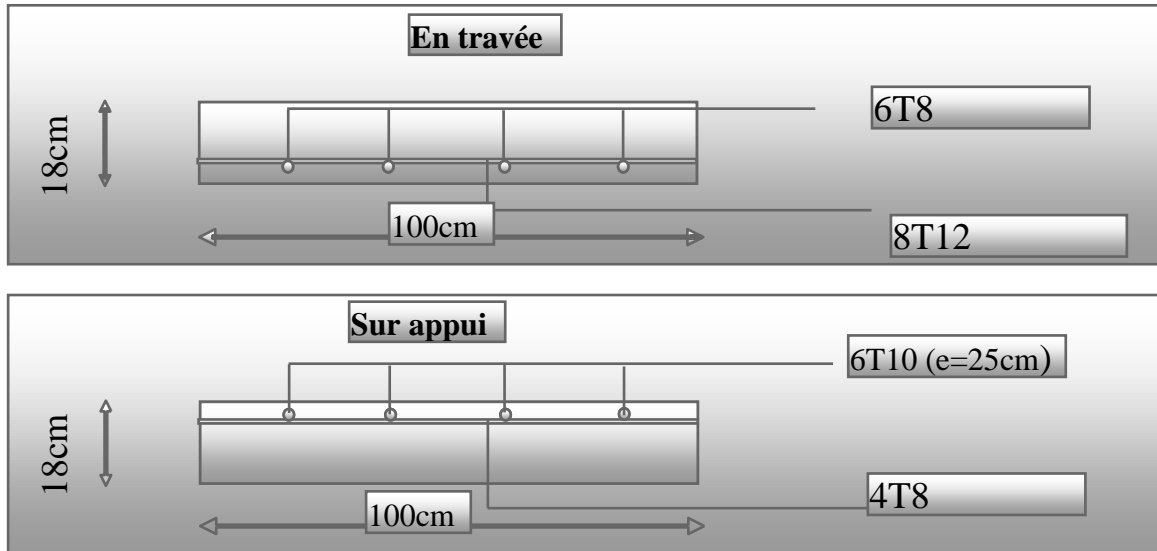 En travée
18cm
6T8
100cm
8T12
Sur appui
18cm
6T10 (e=25cm)
100cm
4T8